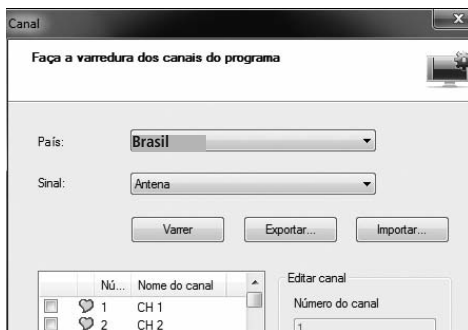 Canal
Faça a varredura dos canais do programa
País:
Brasil
Sinal:
Antena
Varrer
Exportar...
Importar...
Nú...
Nome do canal
1
CH 1
2
CH 2
Editar canal
Número do canal
1